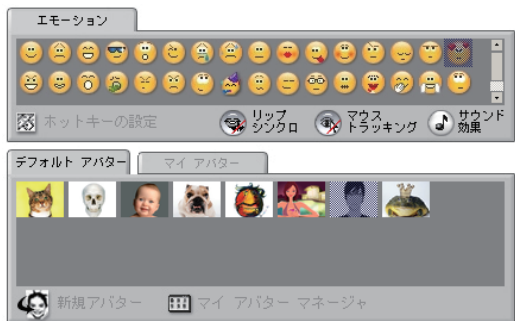 エモーション
ホットキーの設定
リップ
シンクロ
マウス
トラッキング
サウンド
効果
デフォルト アバター
マイ アバター
新規アバター
マイ アバター マネージャ